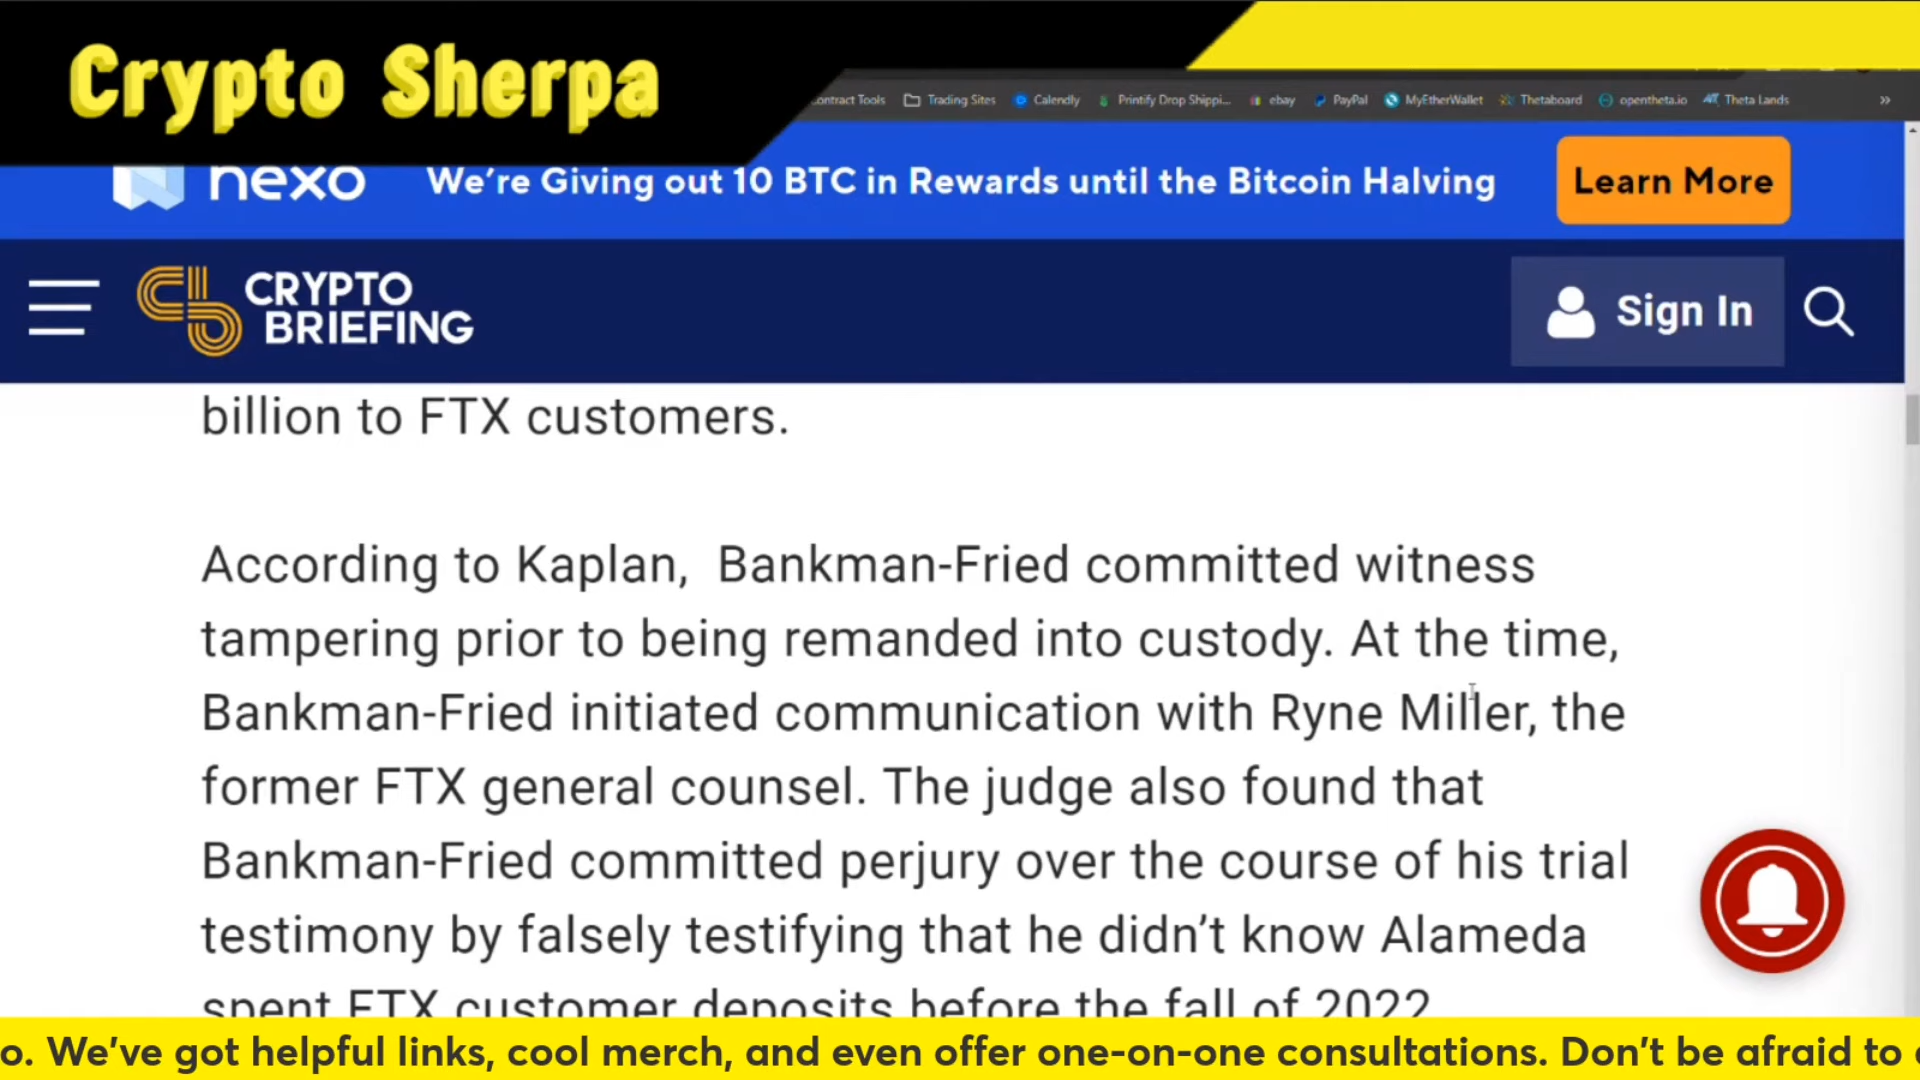 Crypto Sherpa
ontract Tools Trading Sites Calendly Printify Drop Shippi... ebay PayPal MyEtherWallet Thetaboard opentheta.io Theta Lands »
nexo We're Giving out 10 BTC in Rewards until the Bitcoin Halving Learn More
CRYPTO
BRIEFING
Sign In
billion to FTX customers.
According to Kaplan, Bankman-Fried committed witness
tampering prior to being remanded into custody. At the time,
Bankman-Fried initiated communication with Ryne Miller, the
former FTX general counsel. The judge also found that
Bankman-Fried committed perjury over the course of his trial
testimony by falsely testifying that he didn't know Alameda
spent FTX customer deposits before the fall of 2022
o. We've got helpful links, cool merch, and even offer one-on-one consultations. Don't be afraid to